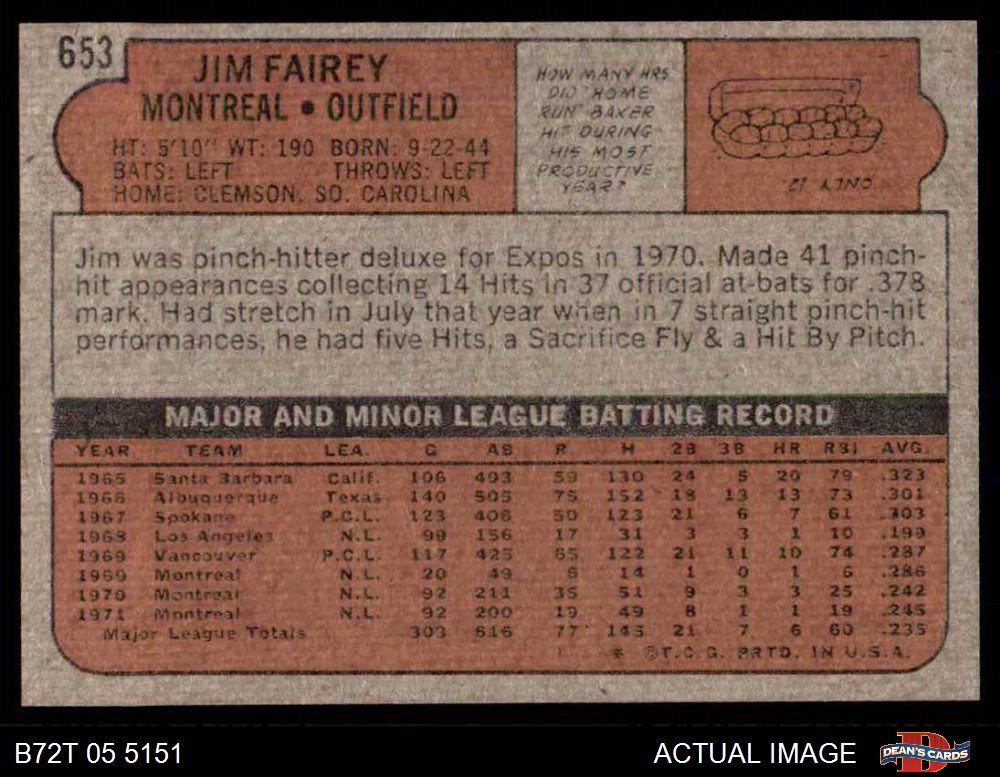 653
JIM FAIREY
MONTREAL • OUTFIELD
HT: 5'10" WT: 190 BORN: 9-22-44
BATS: LEFT THROWS: LEFT
HOME: CLEMSON, SO. CAROLINA
HOW MANY HRS
DID "HOME
RUN" BAKER
HIT DURING
HIS MOST
PRODUCTIVE
YEAR?
ONLY 12.
Jim was pinch-hitter deluxe for Expos in 1970. Made 41 pinch-
hit appearances collecting 14 Hits in 37 official at-bats for .378
mark. Had stretch in July that year when in 7 straight pinch-hit
performances, he had five Hits, a Sacrifice Fly & a Hit By Pitch.
MAJOR AND MINOR LEAGUE BATTING RECORD
YEAR TEAM LEA. G AB R H 2B 3B HR RBI AVG.
1965 Santa Barbara Calif. 106 403 59 130 24 5 20 79 .323
1966 Albuquerque Texas 140 505 75 152 18 13 13 73 .301
1967 Spokane P.C.L. 123 406 50 123 21 6 7 61 .303
1968 Los Angeles N.L. 99 156 17 31 3 3 1 10 .199
1969 Vancouver P.C.L. 117 425 65 122 21 11 10 74 .287
1969 Montreal N.L. 20 49 6 14 1 0 1 6 .286
1970 Montreal N.L. 92 211 35 51 9 3 3 25 .242
1971 Montreal N.L. 92 200 19 49 8 1 1 19 .245
Major League Totals 303 616 77 145 21 7 6 60 .235
* ©T.C.G. PRTD. IN U.S.A.
B72T 05 5151
ACTUAL IMAGE
DEAN'S CARDS